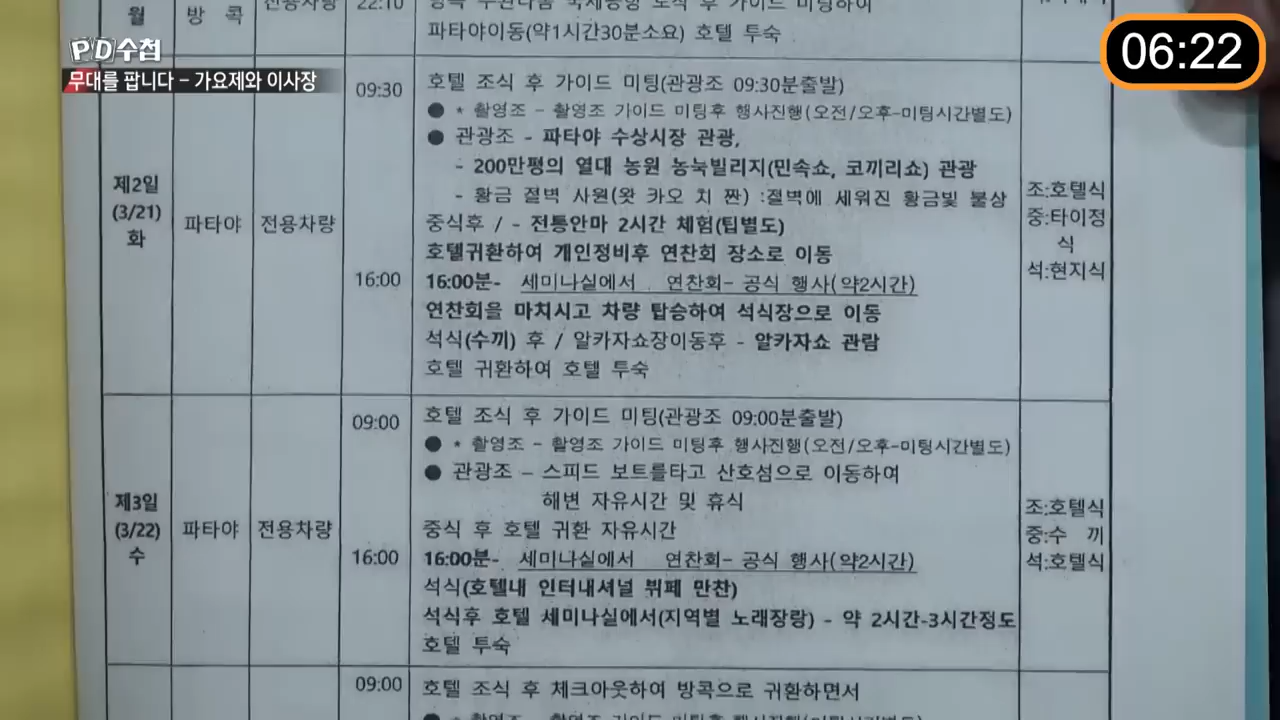 PD수첩
무대를 팝니다 - 가요제와 이사장
06:22
월
방 콕
전용차량
22:10
파타야이동(약1시간30분소요) 호텔 투숙
제2일
(3/21)
화
파타야
전용차량
09:30
16:00
호텔 조식 후 가이드 미팅(관광조 09:30분출발)
● * 촬영조 - 촬영조 가이드 미팅후 행사진행(오전/오후-미팅시간별도)
● 관광조 - 파타야 수상시장 관광,
- 200만평의 열대 농원 농눅빌리지(민속쇼, 코끼리쇼) 관광
- 황금 절벽 사원(왓 카오 치 짠) :절벽에 세워진 황금빛 불상
중식후 / - 전통안마 2시간 체험(팁별도)
호텔귀환하여 개인정비후 연찬회 장소로 이동
16:00분- 세미나실에서 . 연찬회- 공식 행사(약2시간)
연찬회을 마치시고 차량 탑승하여 석식장으로 이동
석식(수끼) 후 / 알카자쇼장이동후 - 알카자쇼 관람
호텔 귀환하여 호텔 투숙
조:호텔식
중:타이정
식
석:현지식
제3일
(3/22)
수
파타야
전용차량
09:00
16:00
호텔 조식 후 가이드 미팅(관광조 09:00분출발)
● * 촬영조 - 촬영조 가이드 미팅후 행사진행(오전/오후-미팅시간별도)
● 관광조 - 스피드 보트를타고 산호섬으로 이동하여
해변 자유시간 및 휴식
중식 후 호텔 귀환 자유시간
16:00분- 세미나실에서 연찬회- 공식 행사(약2시간)
석식(호텔내 인터내셔널 뷔페 만찬)
석식후 호텔 세미나실에서(지역별 노래장랑) - 약 2시간-3시간정도
호텔 투숙
조:호텔식
중:수 끼
석:호텔식
09:00
호텔 조식 후 체크아웃하여 방콕으로 귀환하면서